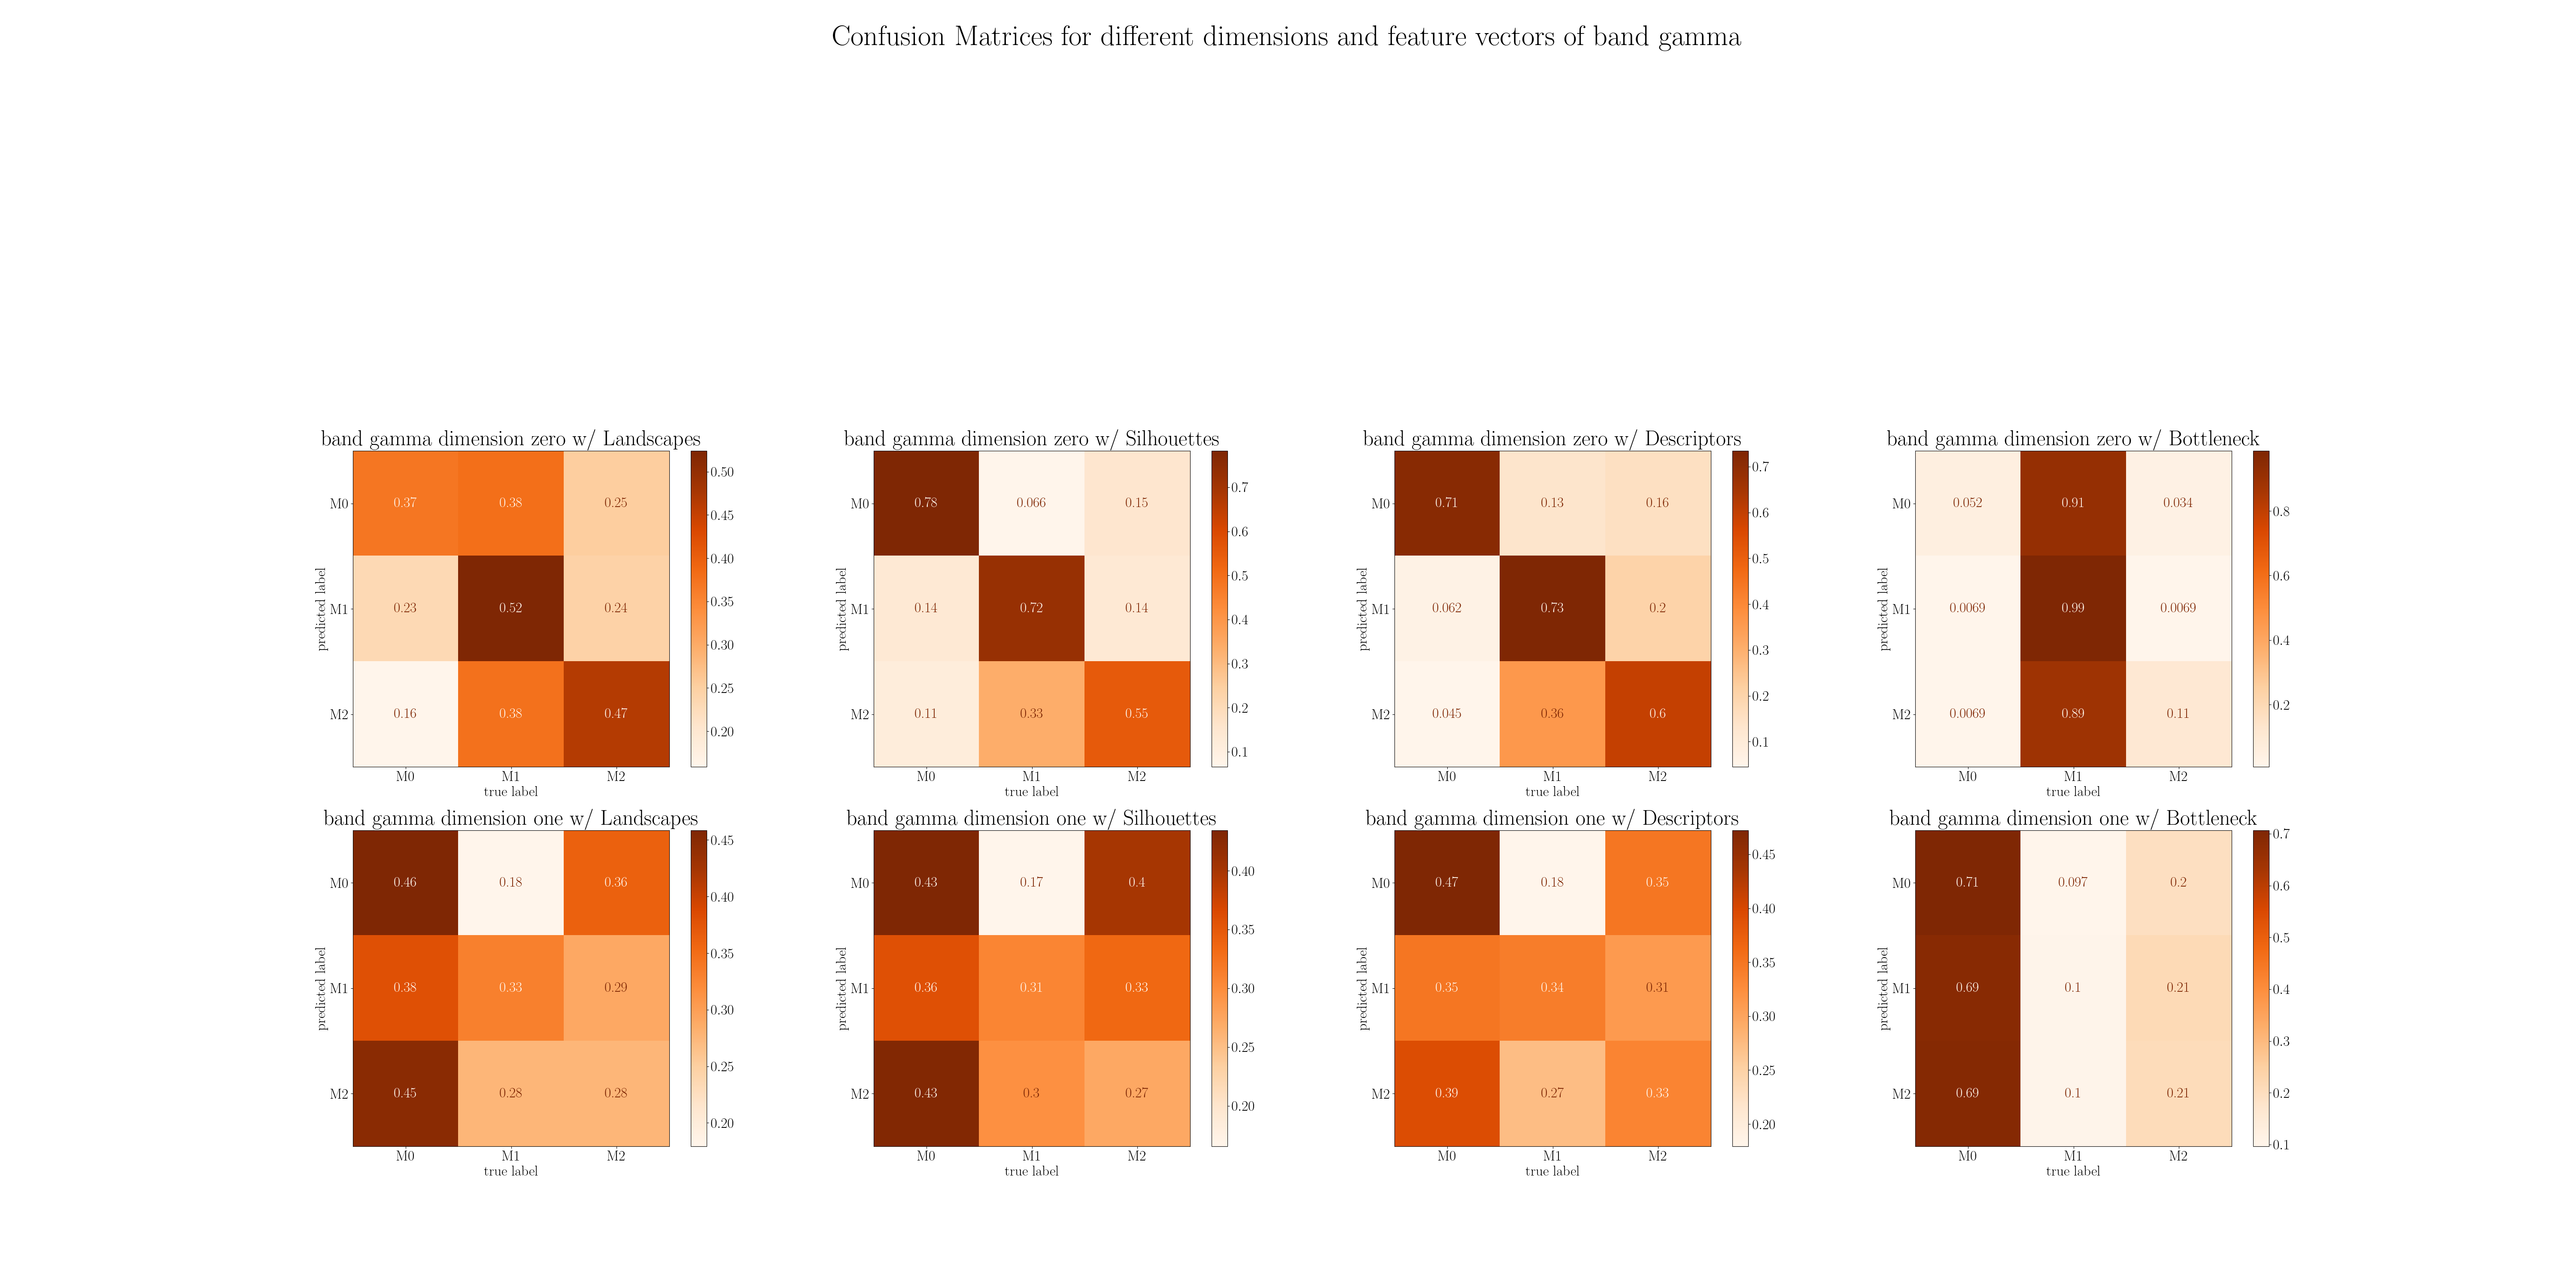 Confusion Matrices for different dimensions and feature vectors of band gamma
band gamma dimension zero w/ Landscapes
M0 0.37 0.38 0.25
M1 0.23 0.52 0.24
M2 0.16 0.38 0.47
M0 M1 M2
true label
predicted label
0.50
0.45
0.40
0.35
0.30
0.25
0.20
band gamma dimension zero w/ Silhouettes
M0 0.78 0.066 0.15
M1 0.14 0.72 0.14
M2 0.11 0.33 0.55
M0 M1 M2
true label
predicted label
0.7
0.6
0.5
0.4
0.3
0.2
0.1
band gamma dimension zero w/ Descriptors
M0 0.71 0.13 0.16
M1 0.062 0.73 0.2
M2 0.045 0.36 0.6
M0 M1 M2
true label
predicted label
0.7
0.6
0.5
0.4
0.3
0.2
0.1
band gamma dimension zero w/ Bottleneck
M0 0.052 0.91 0.034
M1 0.0069 0.99 0.0069
M2 0.0069 0.89 0.11
M0 M1 M2
true label
predicted label
0.8
0.6
0.4
0.2
band gamma dimension one w/ Landscapes
M0 0.46 0.18 0.36
M1 0.38 0.33 0.29
M2 0.45 0.28 0.28
M0 M1 M2
true label
predicted label
0.45
0.40
0.35
0.30
0.25
0.20
band gamma dimension one w/ Silhouettes
M0 0.43 0.17 0.4
M1 0.36 0.31 0.33
M2 0.43 0.3 0.27
M0 M1 M2
true label
predicted label
0.40
0.35
0.30
0.25
0.20
band gamma dimension one w/ Descriptors
M0 0.47 0.18 0.35
M1 0.35 0.34 0.31
M2 0.39 0.27 0.33
M0 M1 M2
true label
predicted label
0.45
0.40
0.35
0.30
0.25
0.20
band gamma dimension one w/ Bottleneck
M0 0.71 0.097 0.2
M1 0.69 0.1 0.21
M2 0.69 0.1 0.21
M0 M1 M2
true label
predicted label
0.7
0.6
0.5
0.4
0.3
0.2
0.1